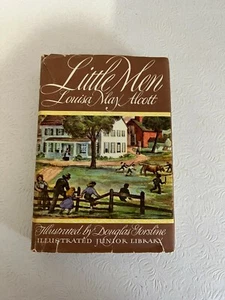 Little Men
Louisa May Alcott
Illustrated by Douglas Gorsline
ILLUSTRATED JUNIOR LIBRARY